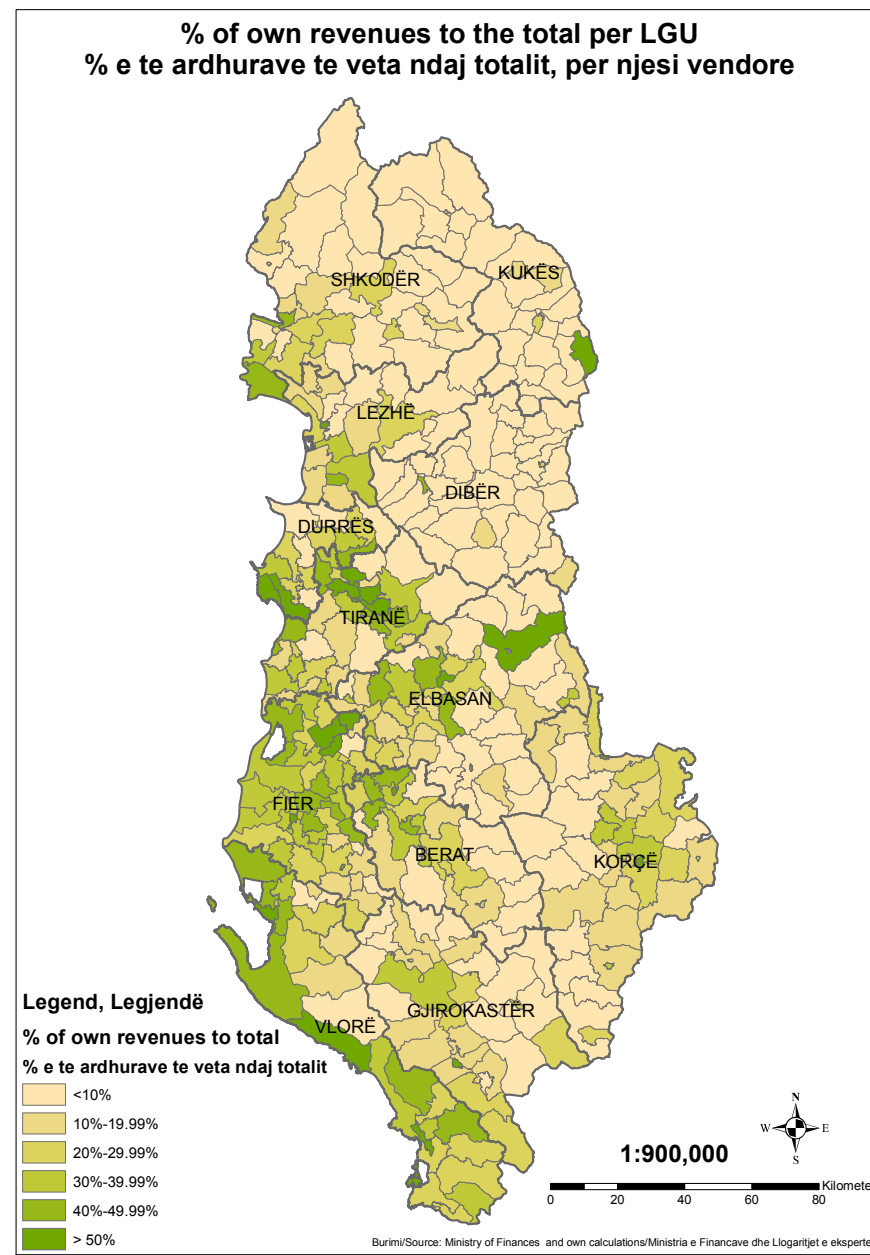 % of own revenues to the total per LGU
% e te ardhurave te veta ndaj totalit, per njesi vendore
SHKODËR
KUKËS
LEZHË
DIBËR
DURRËS
TIRANË
ELBASAN
FIER
BERAT
KORÇË
GJIROKASTËR
VLORË
Legend, Legjendë
% of own revenues to total
% e te ardhurave te veta ndaj totalit
<10%
10%-19.99%
20%-29.99%
30%-39.99%
40%-49.99%
> 50%
N
W E
S
1:900,000
Kilomete
0 10 20 40 60 80
Burimi/Source: Ministry of Finances and own calculations/Ministria e Financave dhe Llogaritjet e eksperte